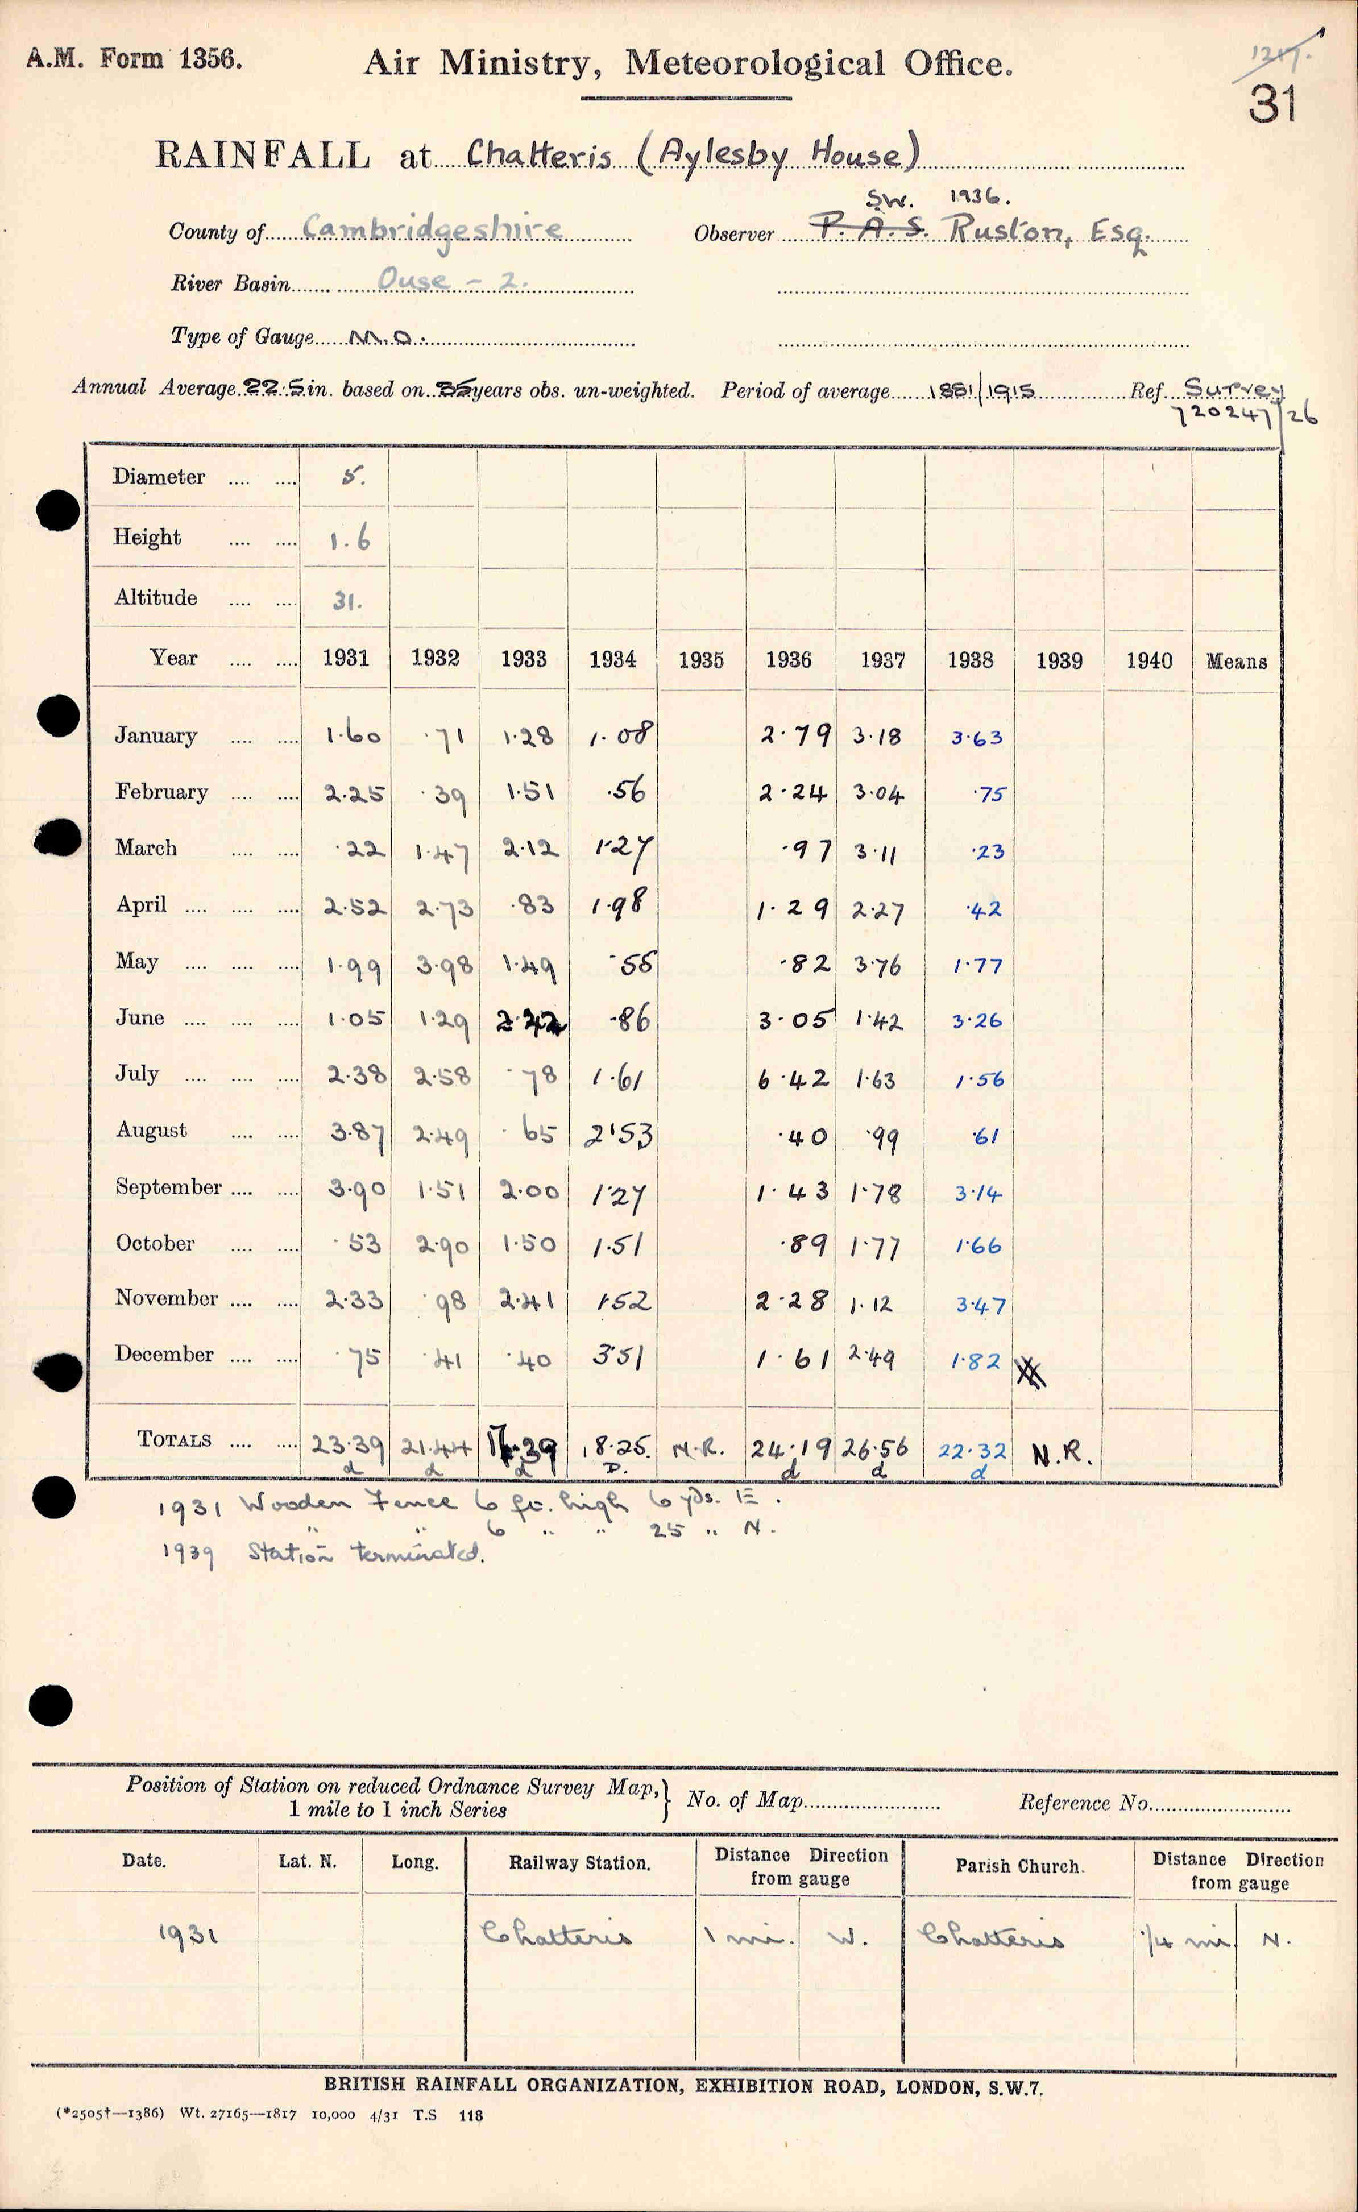 A.M. Form 1356. Air Ministry, Meteorological Office. 1217.
31
RAINFALL at Chatteris (Aylesby House)
S.W. 1936.
County of Cambridgeshire Observer P. A. S. Ruston, Esq.
River Basin Ouse - 2.
Type of Gauge M.O.
Annual Average 22.5 in. based on 35 years obs. un-weighted. Period of average 1881/1915 Ref. Survey
720247/26
Diameter .... .... 5.
Height .... .... 1.6
Altitude .... .... 31.
Year .... .... 1931 1932 1933 1934 1935 1936 1937 1938 1939 1940 Means
January .... .... 1.60 .71 1.28 1.08 2.79 3.18 3.63
February .... .... 2.25 .39 1.51 .56 2.24 3.04 .75
March .... .... .22 1.47 2.12 1.27 .97 3.11 .23
April .... .... .... 2.52 2.73 .83 1.98 1.29 2.27 .42
May .... .... .... 1.99 3.98 1.49 .55 .82 3.76 1.77
June .... .... .... 1.05 1.29 2.42 .86 3.05 1.42 3.26
July .... .... .... 2.38 2.58 .78 1.61 6.42 1.63 1.56
August .... .... 3.87 2.49 .65 2.53 .40 .99 .61
September .... .... 3.90 1.51 2.00 1.27 1.43 1.78 3.14
October .... .... .53 2.90 1.50 1.51 .89 1.77 1.66
November .... .... 2.33 .98 2.41 1.52 2.28 1.12 3.47
December .... .... .75 .41 .40 3.51 1.61 2.49 1.82
TOTALS .... .... 23.39 21.44 17.39 18.25. N.R. 24.19 26.56 22.32 N.R.
d d d D. d d d
1931 Wooden Fence 6 ft. high 6 yds. E.
" " 6 " " 25 " N.
1939 Station terminated.
Position of Station on reduced Ordnance Survey Map, } No. of Map Reference No.
1 mile to 1 inch Series
Date. Lat. N. Long. Railway Station. Distance Direction from gauge Parish Church. Distance Direction from gauge
1931 Chatteris 1 mi. W. Chatteris 1/4 mi. N.
BRITISH RAINFALL ORGANIZATION, EXHIBITION ROAD, LONDON, S.W.7.
(*2505†—1386) Wt. 27165—1817 10,000 4/31 T.S 118